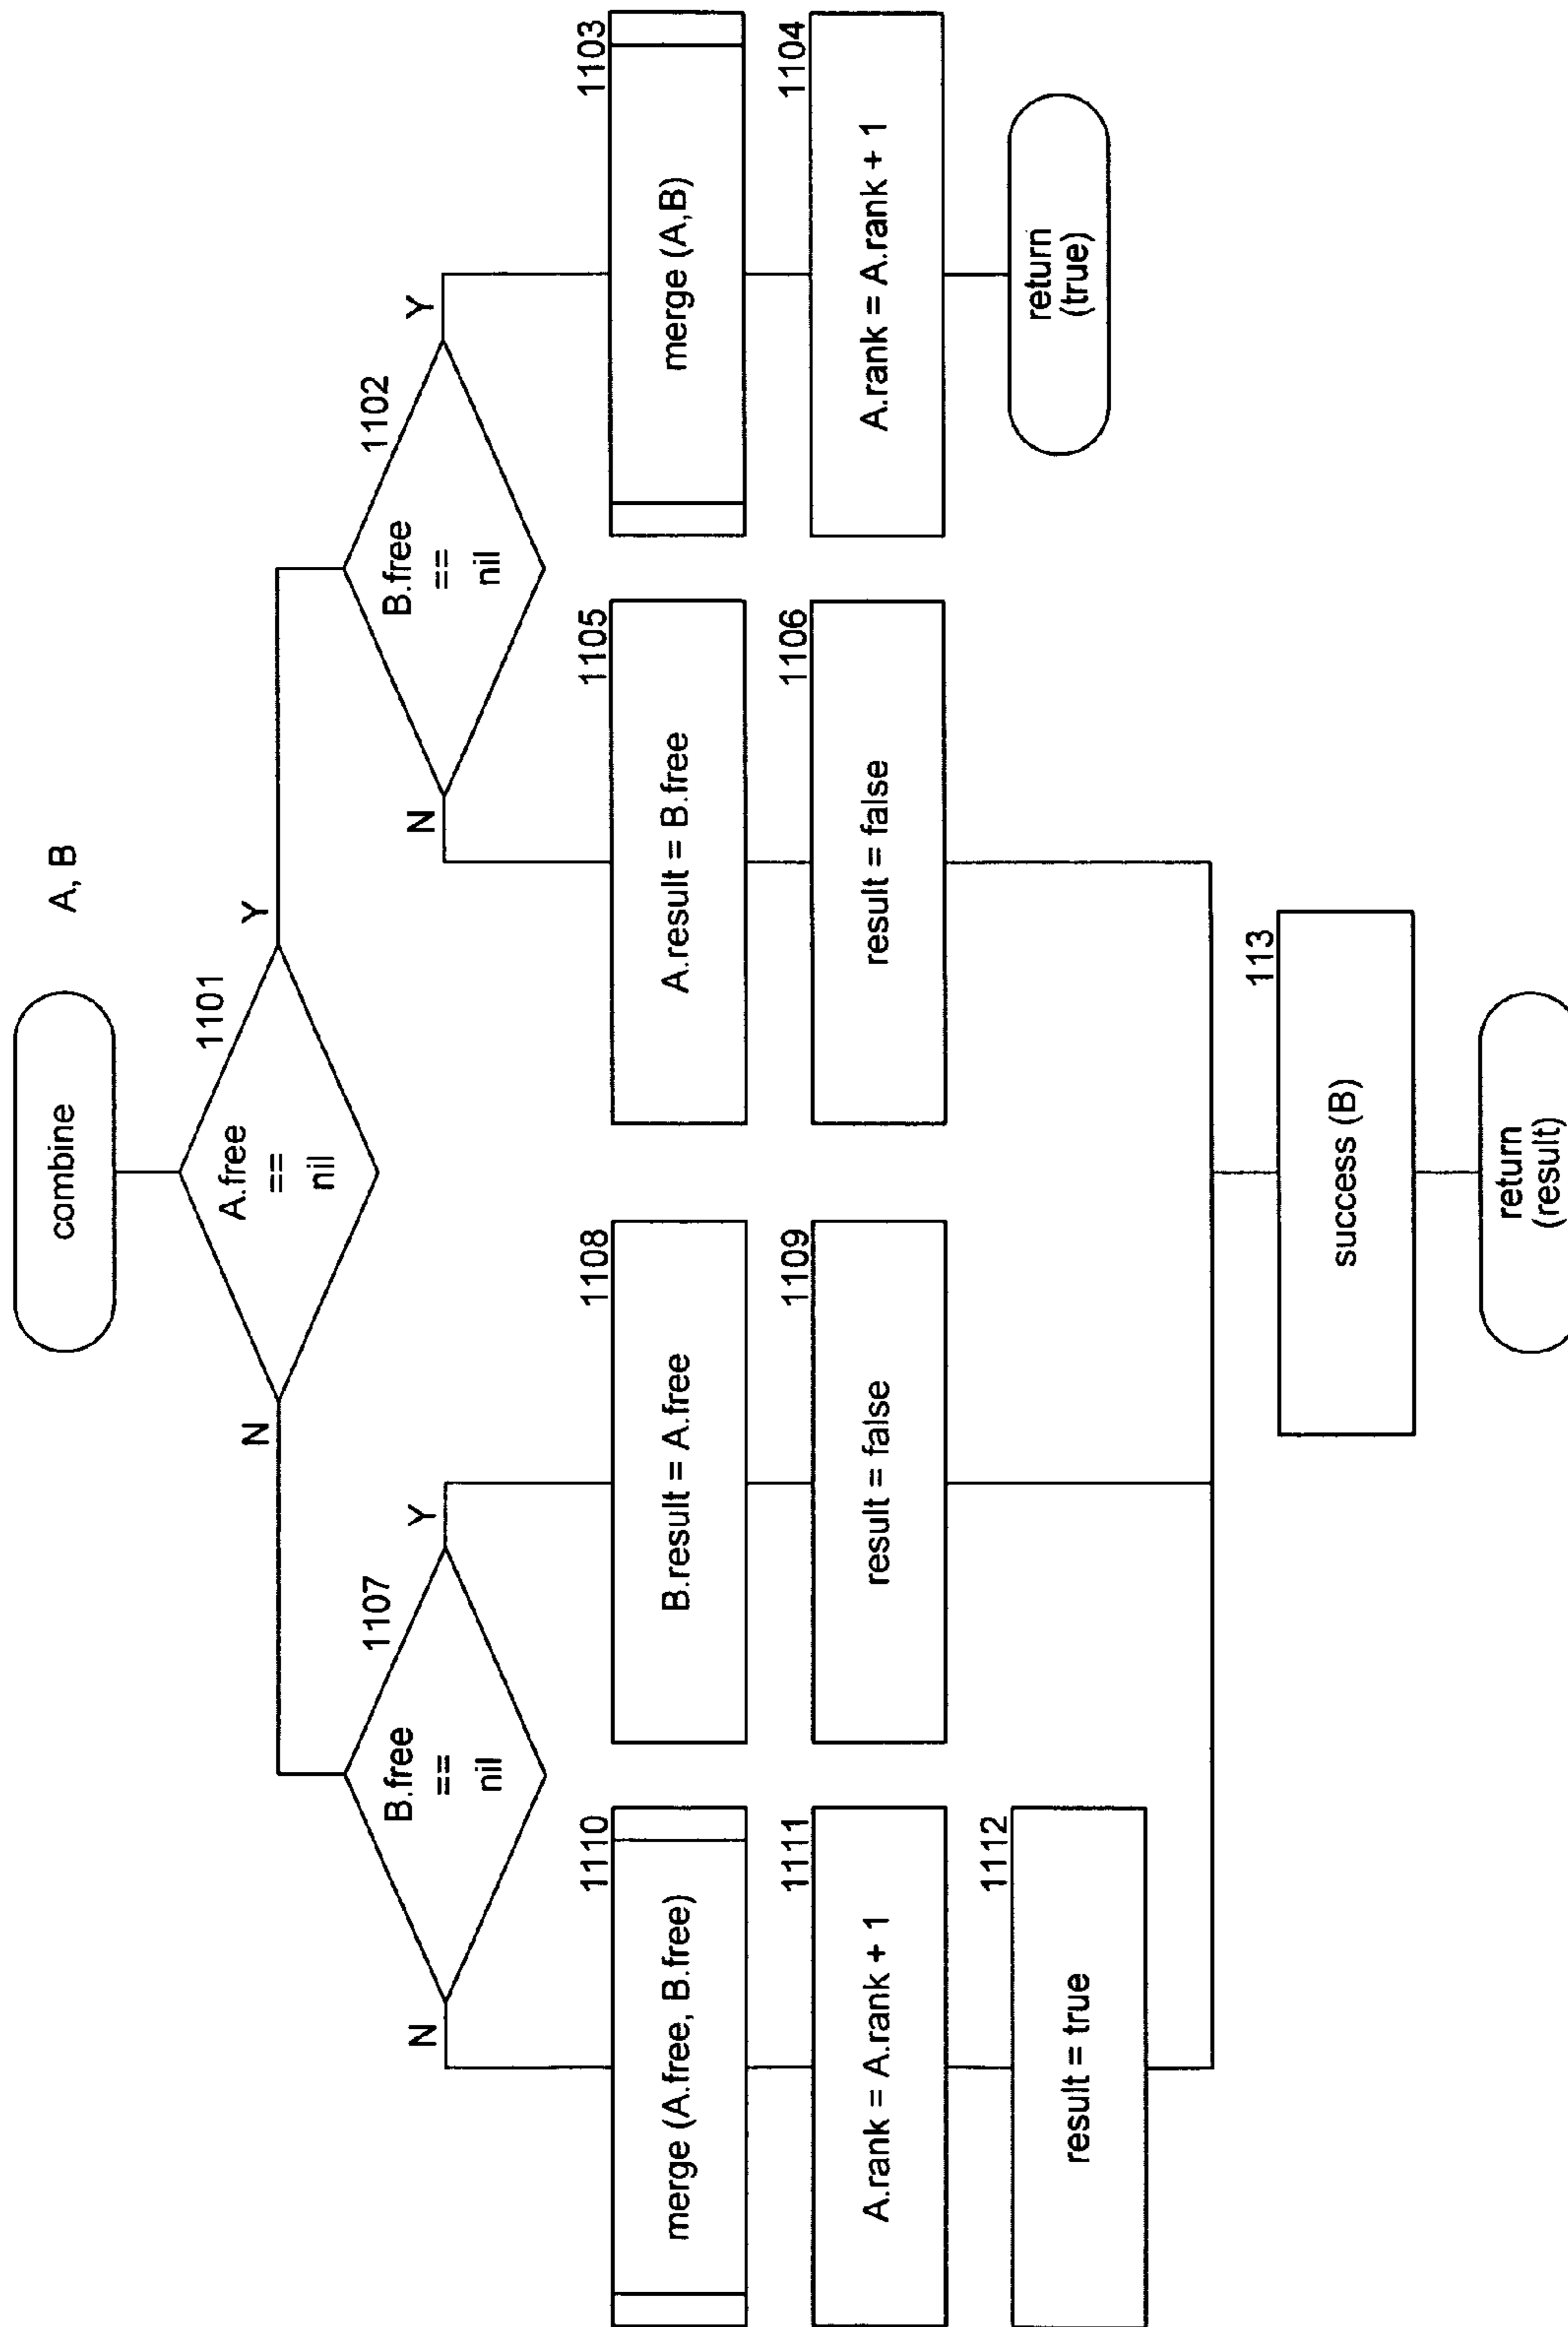 combine
A, B
1101
A.free
==
nil
N
Y
1107
B.free
==
nil
N
Y
1102
B.free
==
nil
N
Y
1110
merge (A.free, B.free)
1108
B.result = A.free
1105
A.result = B.free
1103
merge (A,B)
1111
A.rank = A.rank + 1
1109
result = false
1106
result = false
1104
A.rank = A.rank + 1
1112
result = true
return
(true)
113
success (B)
return
(result)